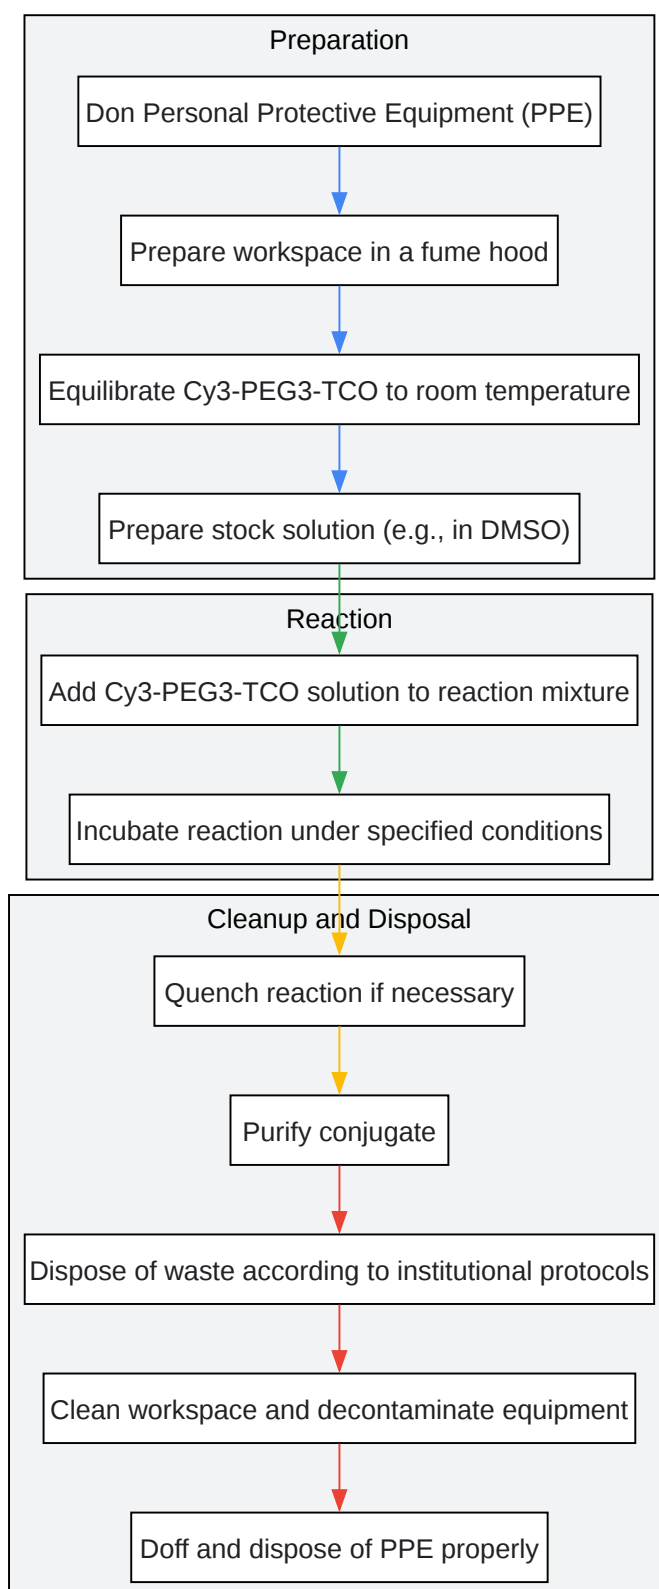 Preparation
Don Personal Protective Equipment (PPE)
Prepare workspace in a fume hood
Equilibrate Cy3-PEG3-TCO to room temperature
Prepare stock solution (e.g., in DMSO)
Reaction
Add Cy3-PEG3-TCO solution to reaction mixture
Incubate reaction under specified conditions
Cleanup and Disposal
Quench reaction if necessary
Purify conjugate
Dispose of waste according to institutional protocols
Clean workspace and decontaminate equipment
Doff and dispose of PPE properly